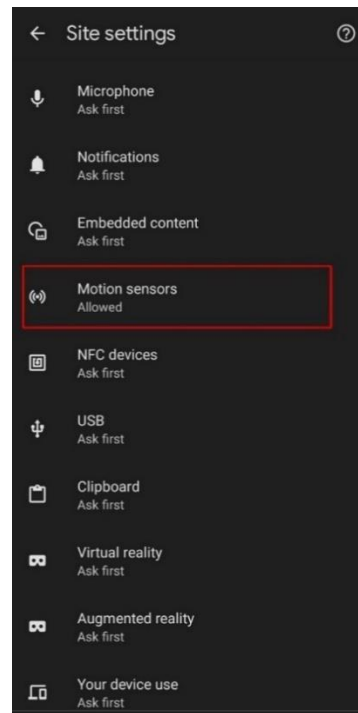 Site settings
Microphone
Ask first
Notifications
Ask first
Embedded content
Ask first
Motion sensors
Allowed
NFC devices
Ask first
USB
Ask first
Clipboard
Ask first
Virtual reality
Ask first
Augmented reality
Ask first
Your device use
Ask first